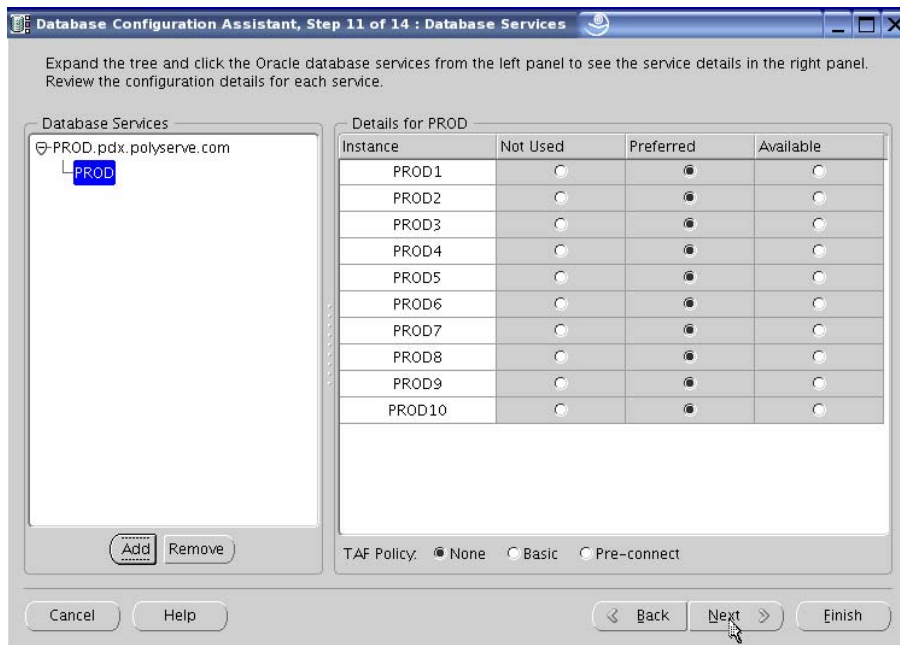 Database Configuration Assistant, Step 11 of 14 : Database Services
Expand the tree and click the Oracle database services from the left panel to see the service details in the right panel.
Review the configuration details for each service.
Database Services
PROD.pdx.polyserve.com
PROD
Add Remove
Details for PROD
Instance Not Used Preferred Available
PROD1
PROD2
PROD3
PROD4
PROD5
PROD6
PROD7
PROD8
PROD9
PROD10
TAF Policy: None Basic Pre-connect
Cancel Help Back Next Finish